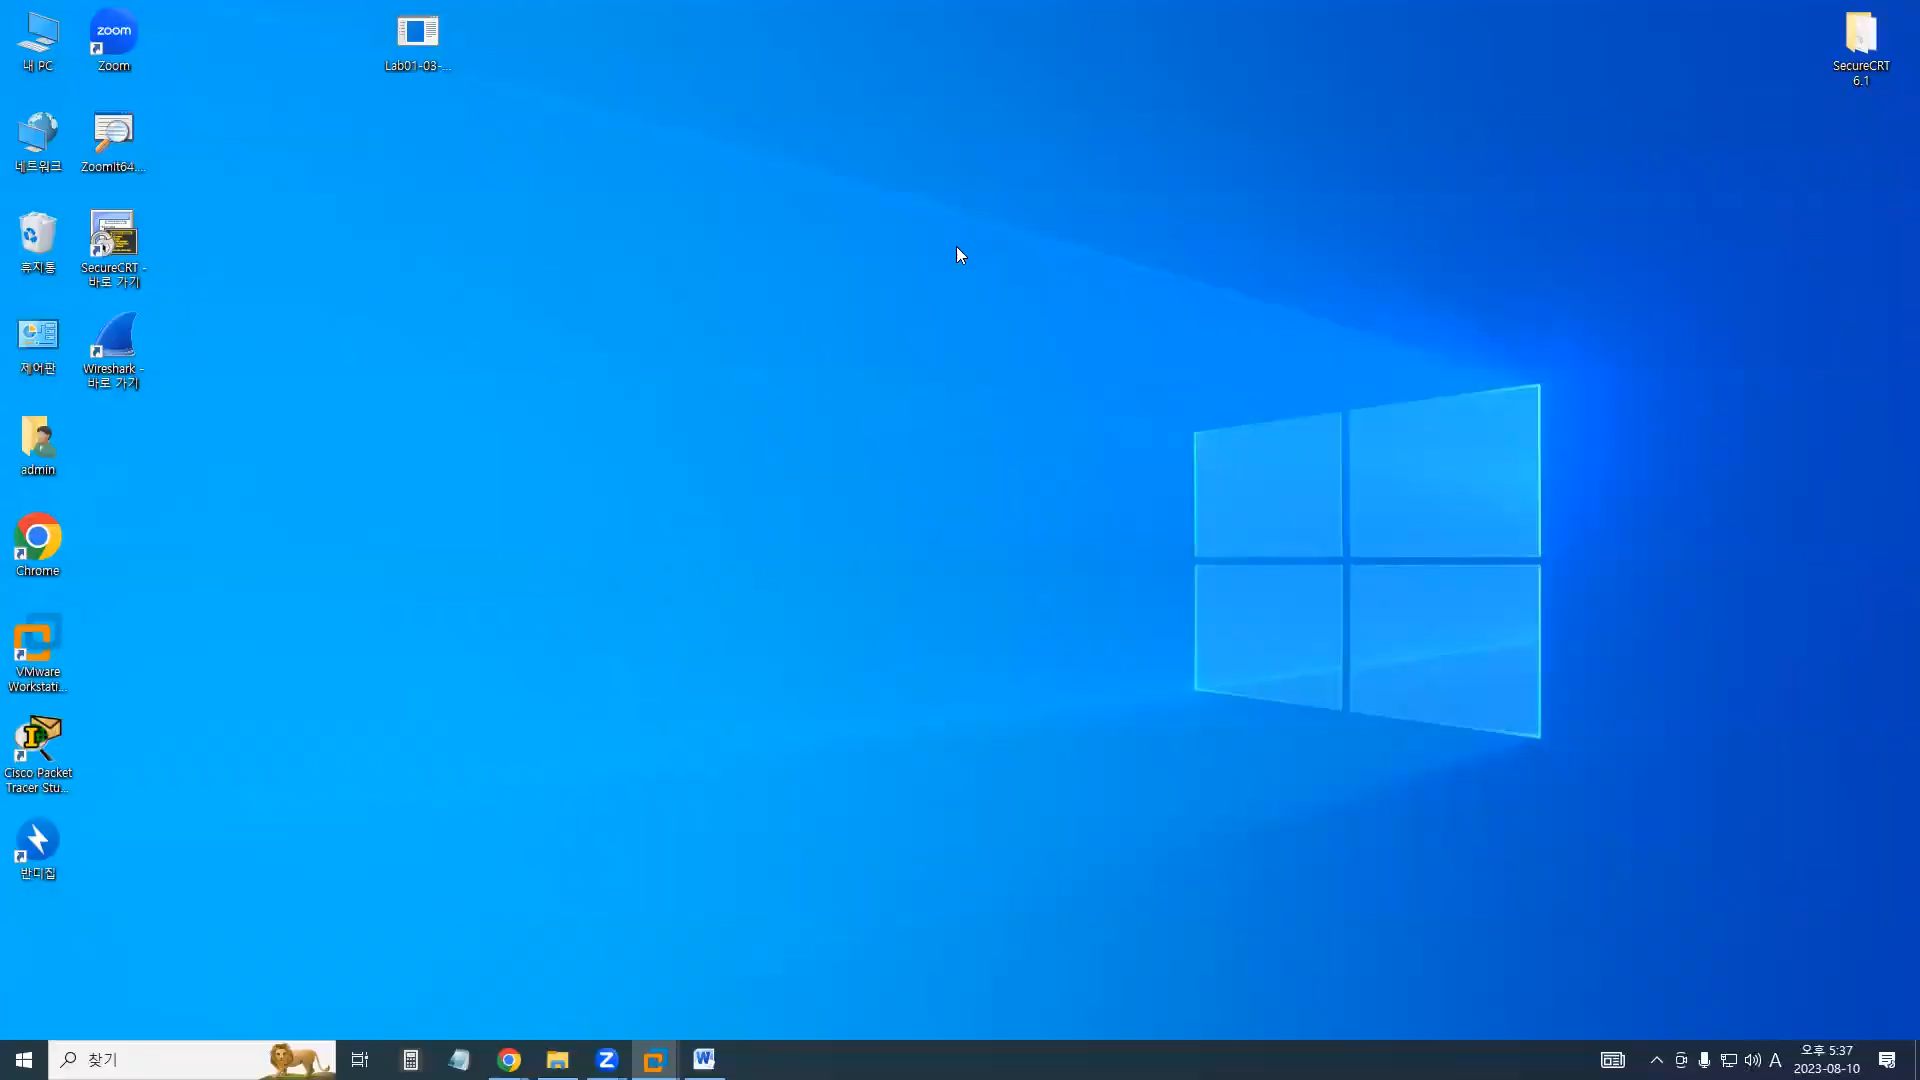 내 PC
zoom
Zoom
Lab01-03-...
SecureCRT
6.1
네트워크
ZoomIt64....
휴지통
SecureCRT -
바로 가기
제어판
Wireshark -
바로 가기
admin
Chrome
VMware
Workstati...
Cisco Packet
Tracer Stu...
반디집
찾기
A
오후 5:37
2023-08-10